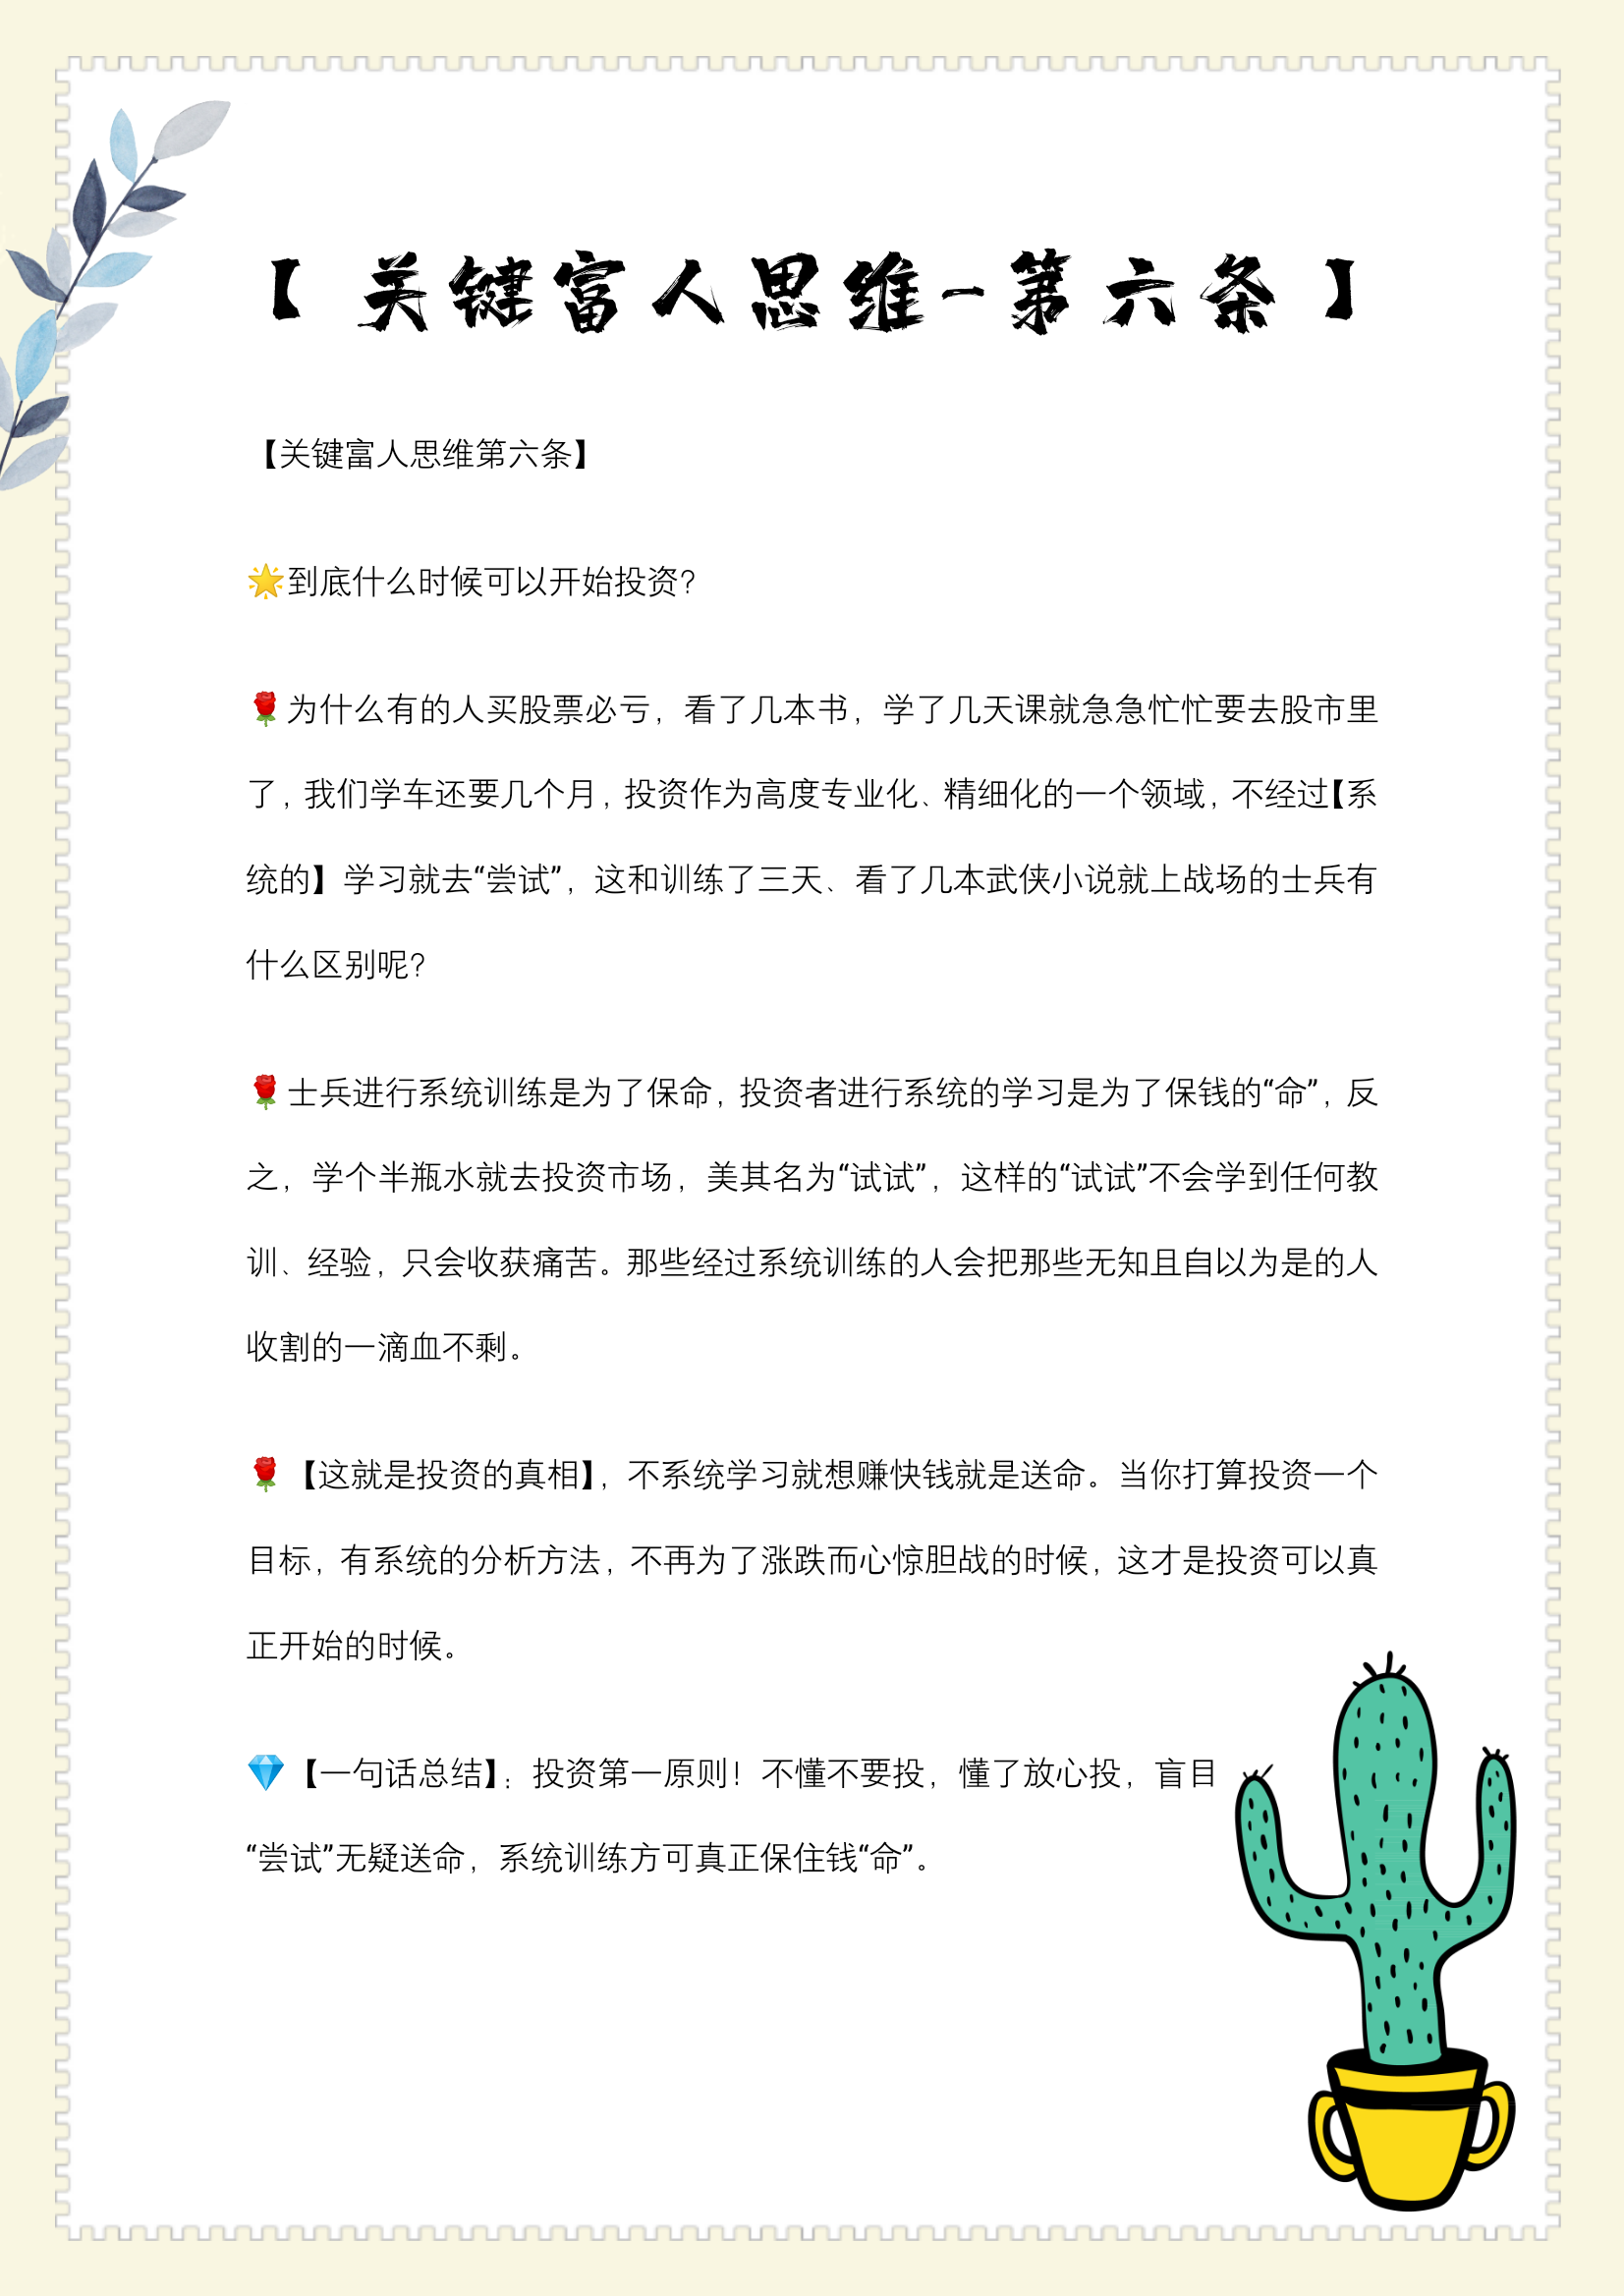 【关键富人思维-第六条】
【关键富人思维第六条】
🌟到底什么时候可以开始投资？
🌹为什么有的人买股票必亏，看了几本书，学了几天课就急急忙忙要去股市里
了，我们学车还要几个月，投资作为高度专业化、精细化的一个领域，不经过【系
统的】学习就去“尝试”，这和训练了三天、看了几本武侠小说就上战场的士兵有
什么区别呢？
🌹士兵进行系统训练是为了保命，投资者进行系统的学习是为了保钱的“命”，反
之，学个半瓶水就去投资市场，美其名为“试试”，这样的“试试”不会学到任何教
训、经验，只会收获痛苦。那些经过系统训练的人会把那些无知且自以为是的人
收割的一滴血不剩。
🌹【这就是投资的真相】，不系统学习就想赚快钱就是送命。当你打算投资一个
目标，有系统的分析方法，不再为了涨跌而心惊胆战的时候，这才是投资可以真
正开始的时候。
💎【一句话总结】：投资第一原则！不懂不要投，懂了放心投，盲目
“尝试”无疑送命，系统训练方可真正保住钱“命”。